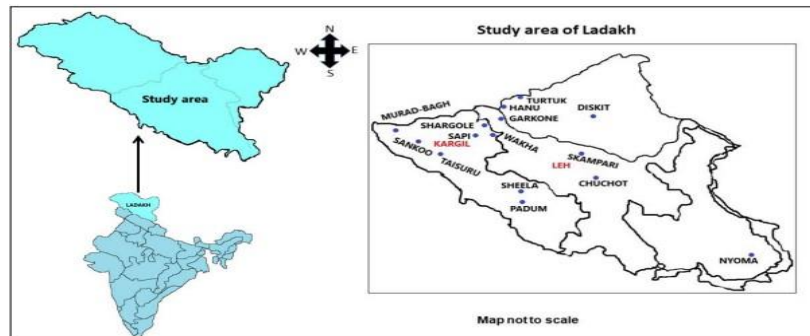 N
W E
S
Study area
LADAKH
Study area of Ladakh
TURTUK
HANU
DISKIT
GARKONE
MURAD-BAGH
SHARGOLE
SAPI
WAKHA
KARGIL
SANKOO
TAISURU
SKAMPARI
LEH
CHUCHOT
SHEELA
PADUM
NYOMA
Map not to scale